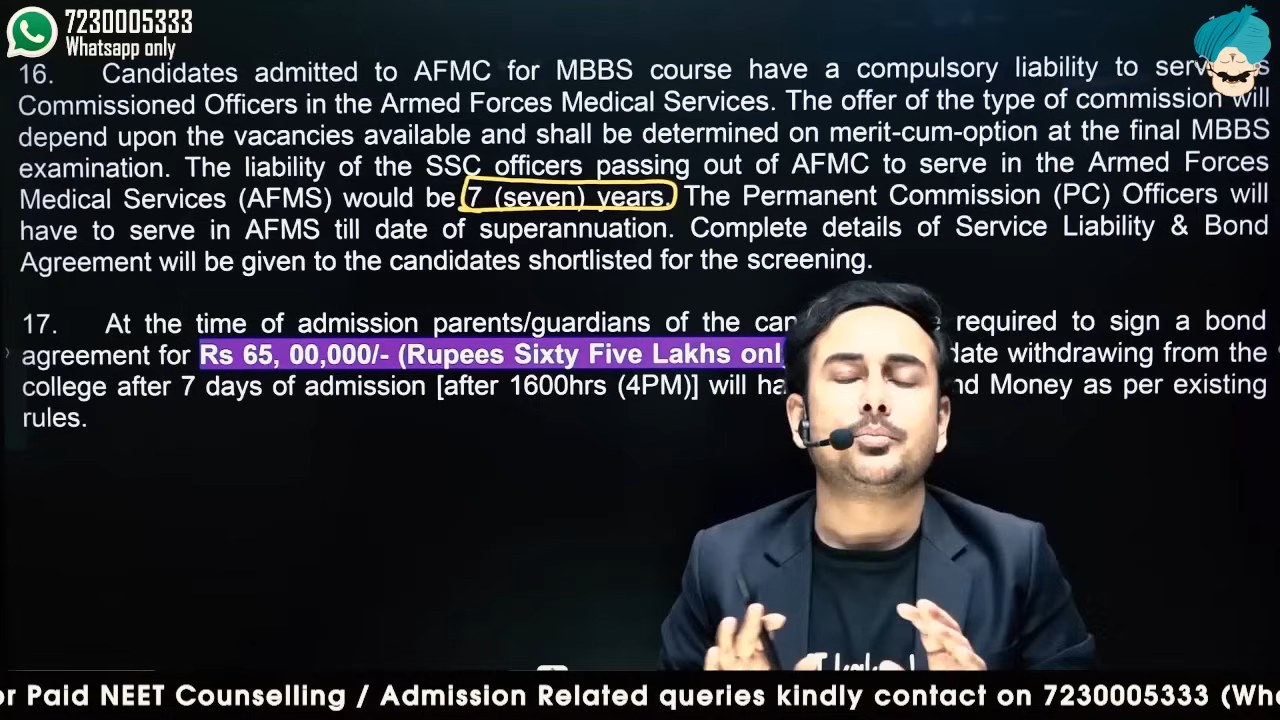 7230005333
Whatsapp only
16. Candidates admitted to AFMC for MBBS course have a compulsory liability to
Commissioned Officers in the Armed Forces Medical Services. The offer of the type of commission will
depend upon the vacancies available and shall be determined on merit-cum-option at the final MBBS
examination. The liability of the SSC officers passing out of AFMC to serve in the Armed Forces
Medical Services (AFMS) would be 7 (seven) years. The Permanent Commission (PC) Officers will
have to serve in AFMS till date of superannuation. Complete details of Service Liability & Bond
Agreement will be given to the candidates shortlisted for the screening.
17. At the time of admission parents/guardians of the required to sign a bond
agreement for Rs 65, 00,000/- (Rupees Sixty Five Lakhs withdrawing from the
college after 7 days of admission [after 1600hrs (4PM)] will Money as per existing
rules.
Paid NEET Counselling / Admission Related queries kindly contact on 7230005333